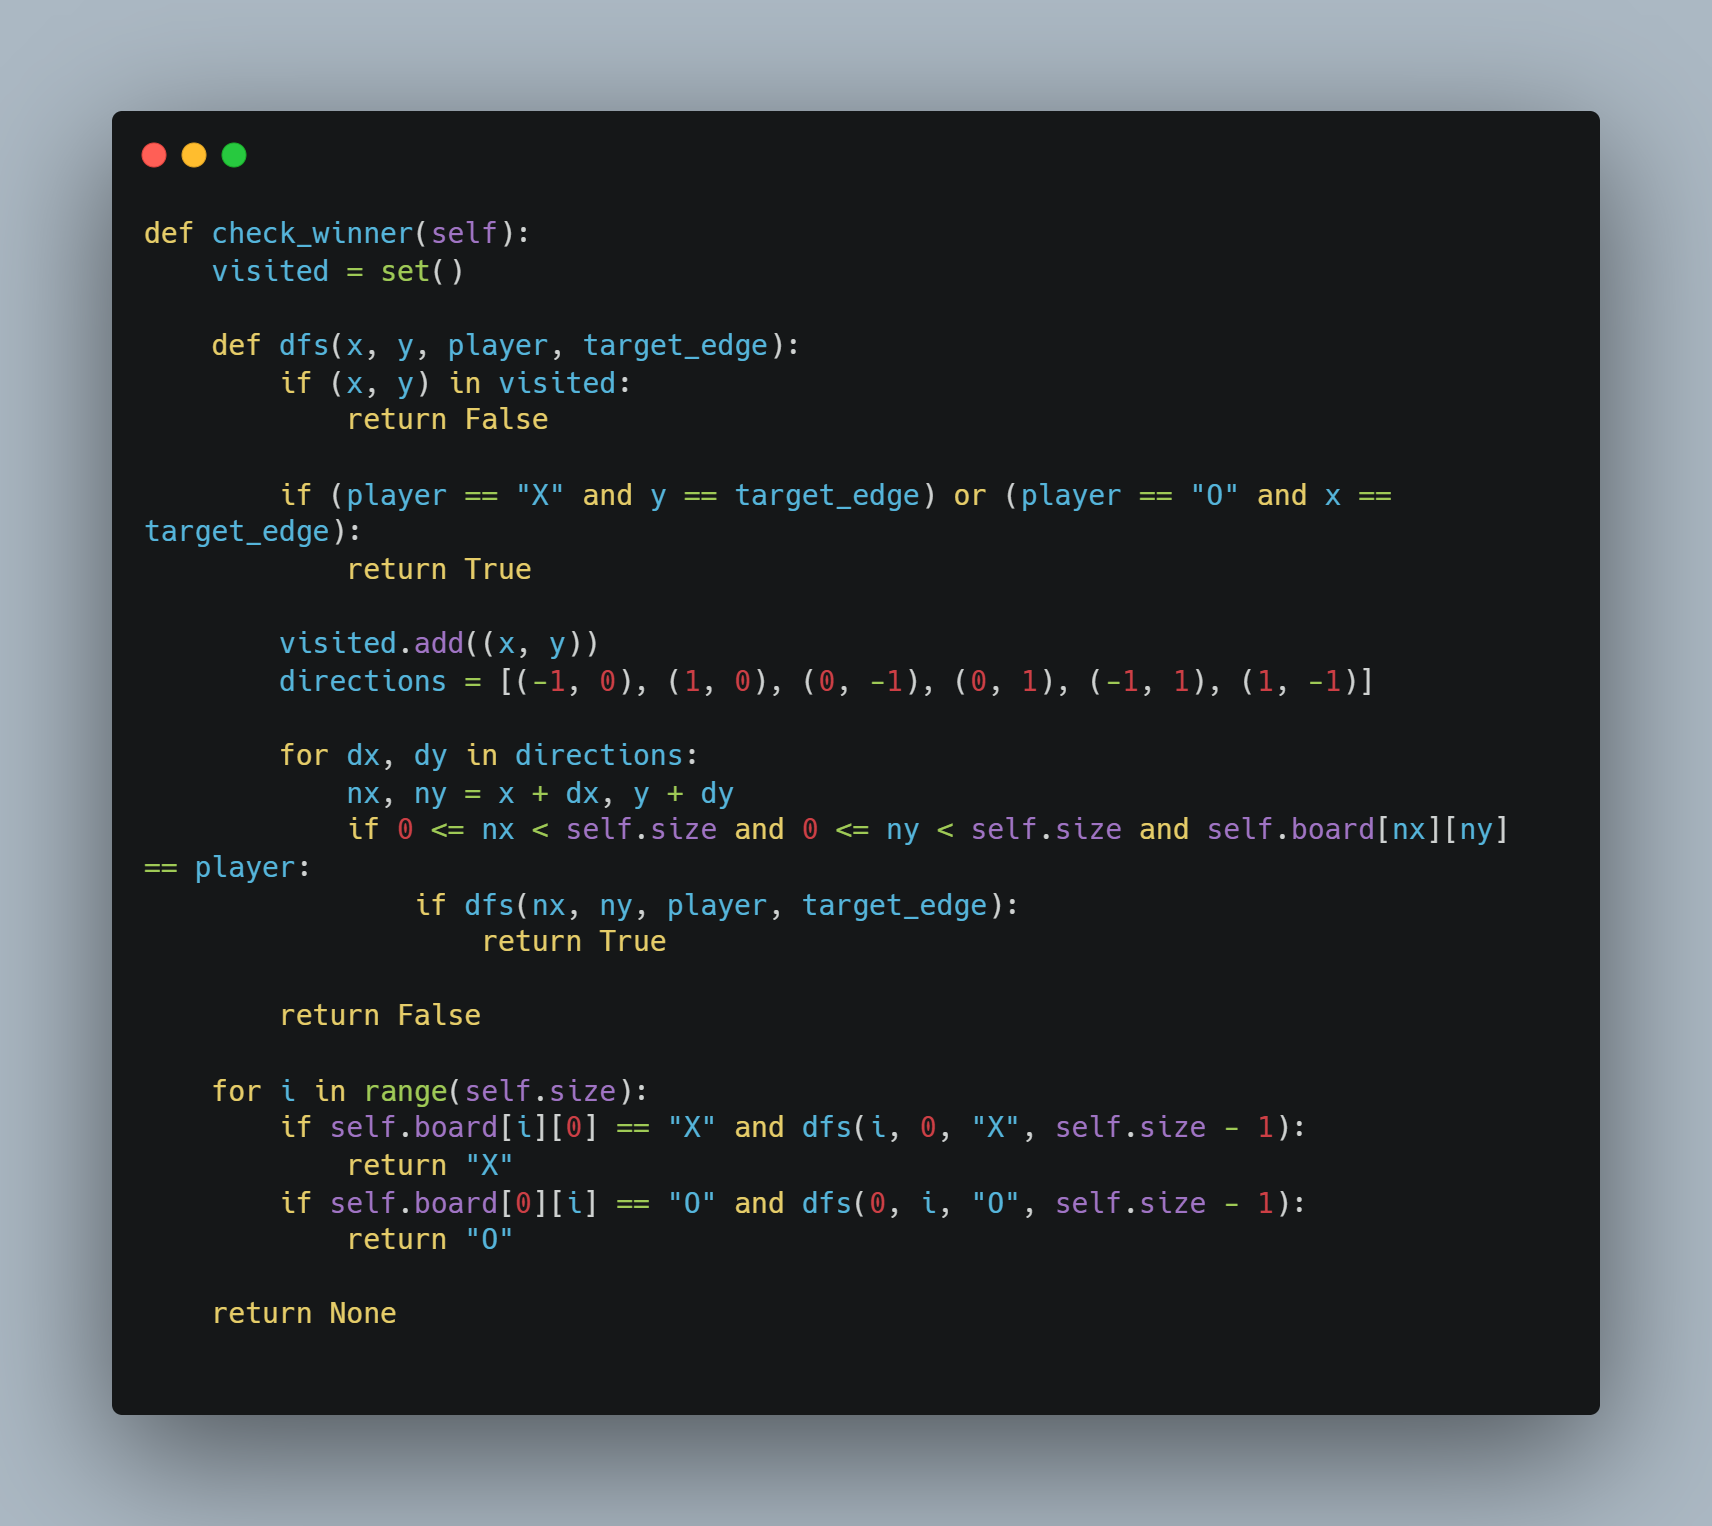 def check_winner(self):
    visited = set()

    def dfs(x, y, player, target_edge):
        if (x, y) in visited:
            return False

        if (player == "X" and y == target_edge) or (player == "O" and x ==
target_edge):
            return True

        visited.add((x, y))
        directions = [(-1, 0), (1, 0), (0, -1), (0, 1), (-1, 1), (1, -1)]

        for dx, dy in directions:
            nx, ny = x + dx, y + dy
            if 0 <= nx < self.size and 0 <= ny < self.size and self.board[nx][ny]
== player:
                if dfs(nx, ny, player, target_edge):
                    return True

        return False

    for i in range(self.size):
        if self.board[i][0] == "X" and dfs(i, 0, "X", self.size - 1):
            return "X"
        if self.board[0][i] == "O" and dfs(0, i, "O", self.size - 1):
            return "O"

    return None